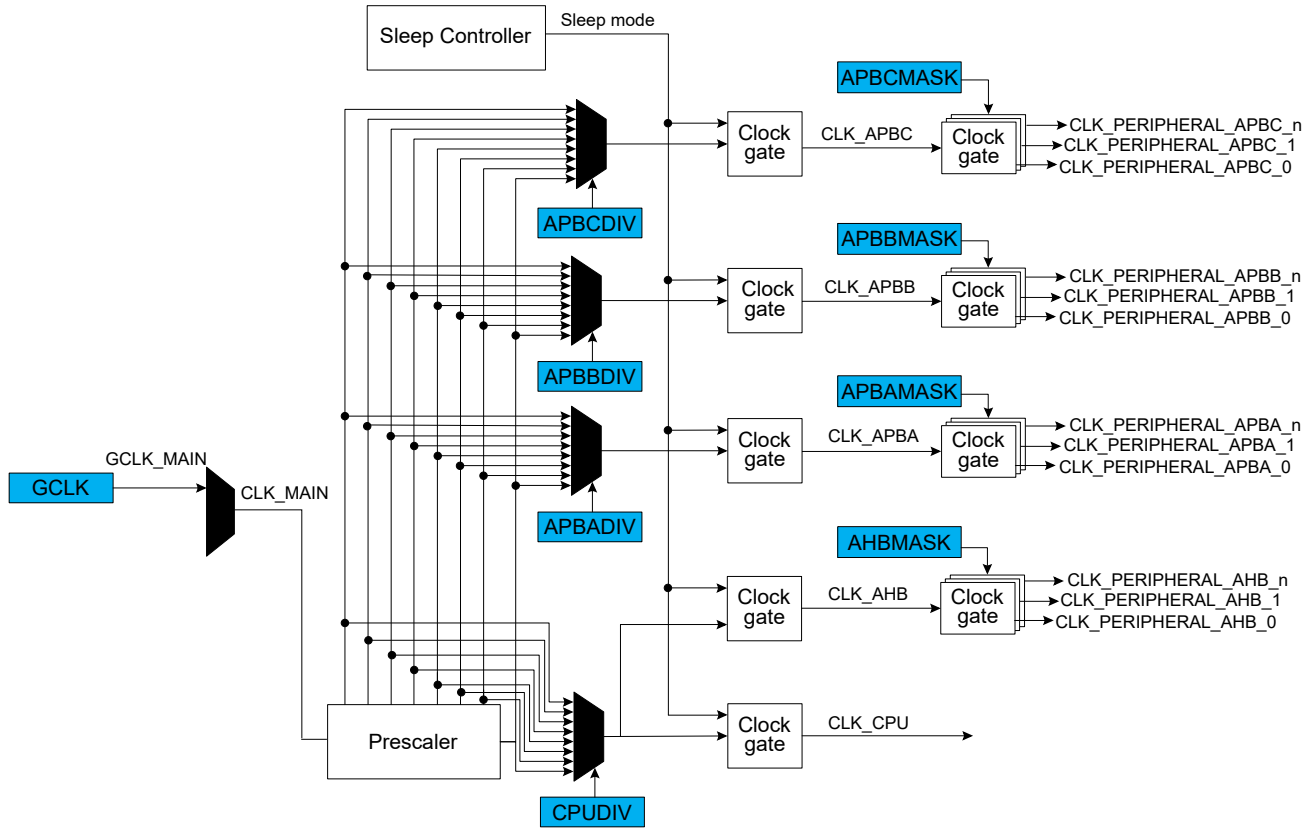 Sleep mode
Sleep Controller
APBCMASK
Clock
gate
CLK_APBC
Clock
gate
CLK_PERIPHERAL_APBC_n
CLK_PERIPHERAL_APBC_1
CLK_PERIPHERAL_APBC_0
APBCDIV
APBBMASK
Clock
gate
CLK_APBB
Clock
gate
CLK_PERIPHERAL_APBB_n
CLK_PERIPHERAL_APBB_1
CLK_PERIPHERAL_APBB_0
APBBDIV
APBAMASK
Clock
gate
CLK_APBA
Clock
gate
CLK_PERIPHERAL_APBA_n
CLK_PERIPHERAL_APBA_1
CLK_PERIPHERAL_APBA_0
GCLK_MAIN
GCLK
CLK_MAIN
APBADIV
AHBMASK
Clock
gate
CLK_AHB
Clock
gate
CLK_PERIPHERAL_AHB_n
CLK_PERIPHERAL_AHB_1
CLK_PERIPHERAL_AHB_0
Prescaler
Clock
gate
CLK_CPU
CPUDIV